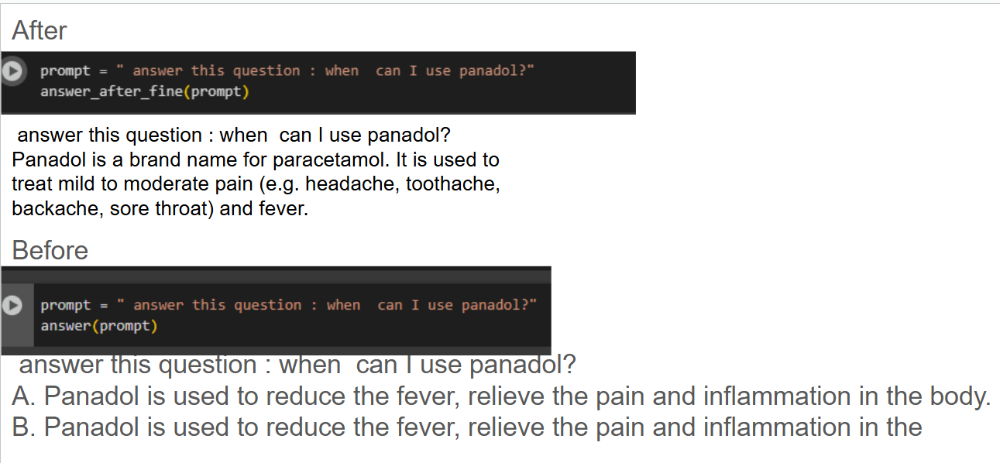 After
prompt = " answer this question : when  can I use panadol?"
answer_after_fine(prompt)
answer this question : when  can I use panadol?
Panadol is a brand name for paracetamol. It is used to
treat mild to moderate pain (e.g. headache, toothache,
backache, sore throat) and fever.
Before
prompt = " answer this question : when  can I use panadol?"
answer(prompt)
answer this question : when  can I use panadol?
A. Panadol is used to reduce the fever, relieve the pain and inflammation in the body.
B. Panadol is used to reduce the fever, relieve the pain and inflammation in the